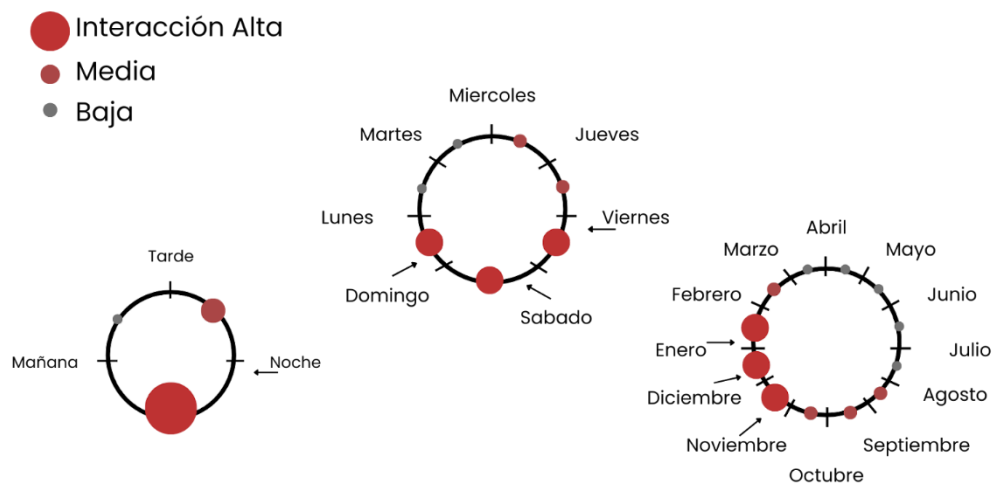 Interacción Alta
Media
Baja
Miercoles
Martes
Jueves
Lunes
Viernes
Domingo
Sabado
Tarde
Mañana
Noche
Abril
Marzo
Mayo
Febrero
Junio
Enero
Julio
Diciembre
Agosto
Noviembre
Septiembre
Octubre